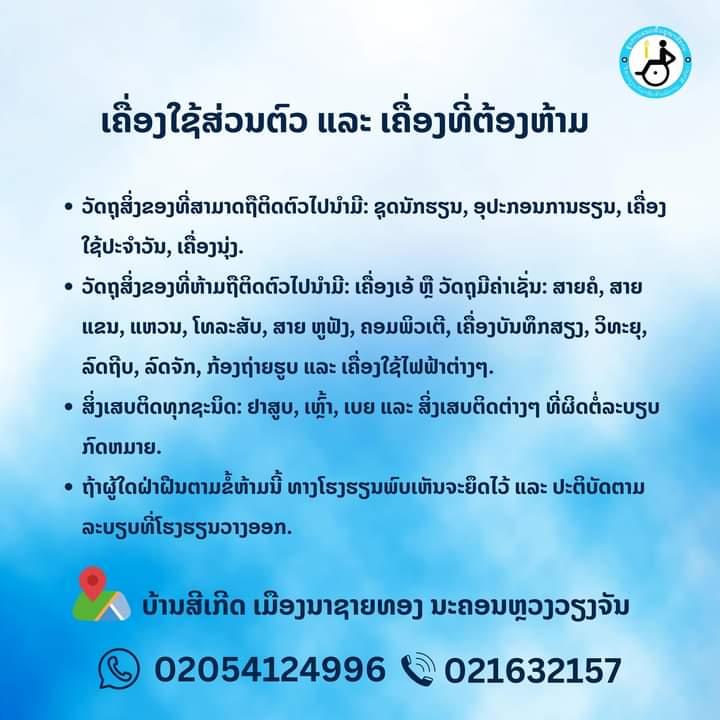 ເຄື່ອງໃຊ້ສ່ວນຕົວ ແລະ ເຄື່ອງທີ່ຕ້ອງຫ້າມ
• ວັດຖຸສິ່ງຂອງທີ່ສາມາດຖືຕິດຕົວໄປນຳມີ: ຊຸດນັກຮຽນ, ອຸປະກອນການຮຽນ, ເຄື່ອງ
ໃຊ້ປະຈຳວັນ, ເຄື່ອງນຸ່ງ.
• ວັດຖຸສິ່ງຂອງທີ່ຫ້າມຖືຕິດຕົວໄປນຳມີ: ເຄື່ອງເອ້ ຫຼື ວັດຖຸມີຄ່າເຊັ່ນ: ສາຍຄໍ, ສາຍ
ແຂນ, ແຫວນ, ໂທລະສັບ, ສາຍ ຫູຟັງ, ຄອມພິວເຕີ, ເຄື່ອງບັນທຶກສຽງ, ວິທະຍຸ,
ລົດຖີບ, ລົດຈັກ, ກ້ອງຖ່າຍຮູບ ແລະ ເຄື່ອງໃຊ້ໄຟຟ້າຕ່າງໆ.
• ສິ່ງເສບຕິດທຸກຊະນິດ: ຢາສູບ, ເຫຼົ້າ, ເບຍ ແລະ ສິ່ງເສບຕິດຕ່າງໆ ທີ່ຜິດຕໍ່ລະບຽບ
ກົດຫມາຍ.
• ຖ້າຜູ້ໃດຝ່າຝືນຕາມຂໍ້ຫ້າມນີ້ ທາງໂຮງຮຽນພົບເຫັນຈະຍຶດໄວ້ ແລະ ປະຕິບັດຕາມ
ລະບຽບທີ່ໂຮງຮຽນວາງອອກ.
ບ້ານສີເກີດ ເມືອງນາຊາຍທອງ ນະຄອນຫຼວງວຽງຈັນ
02054124996 021632157